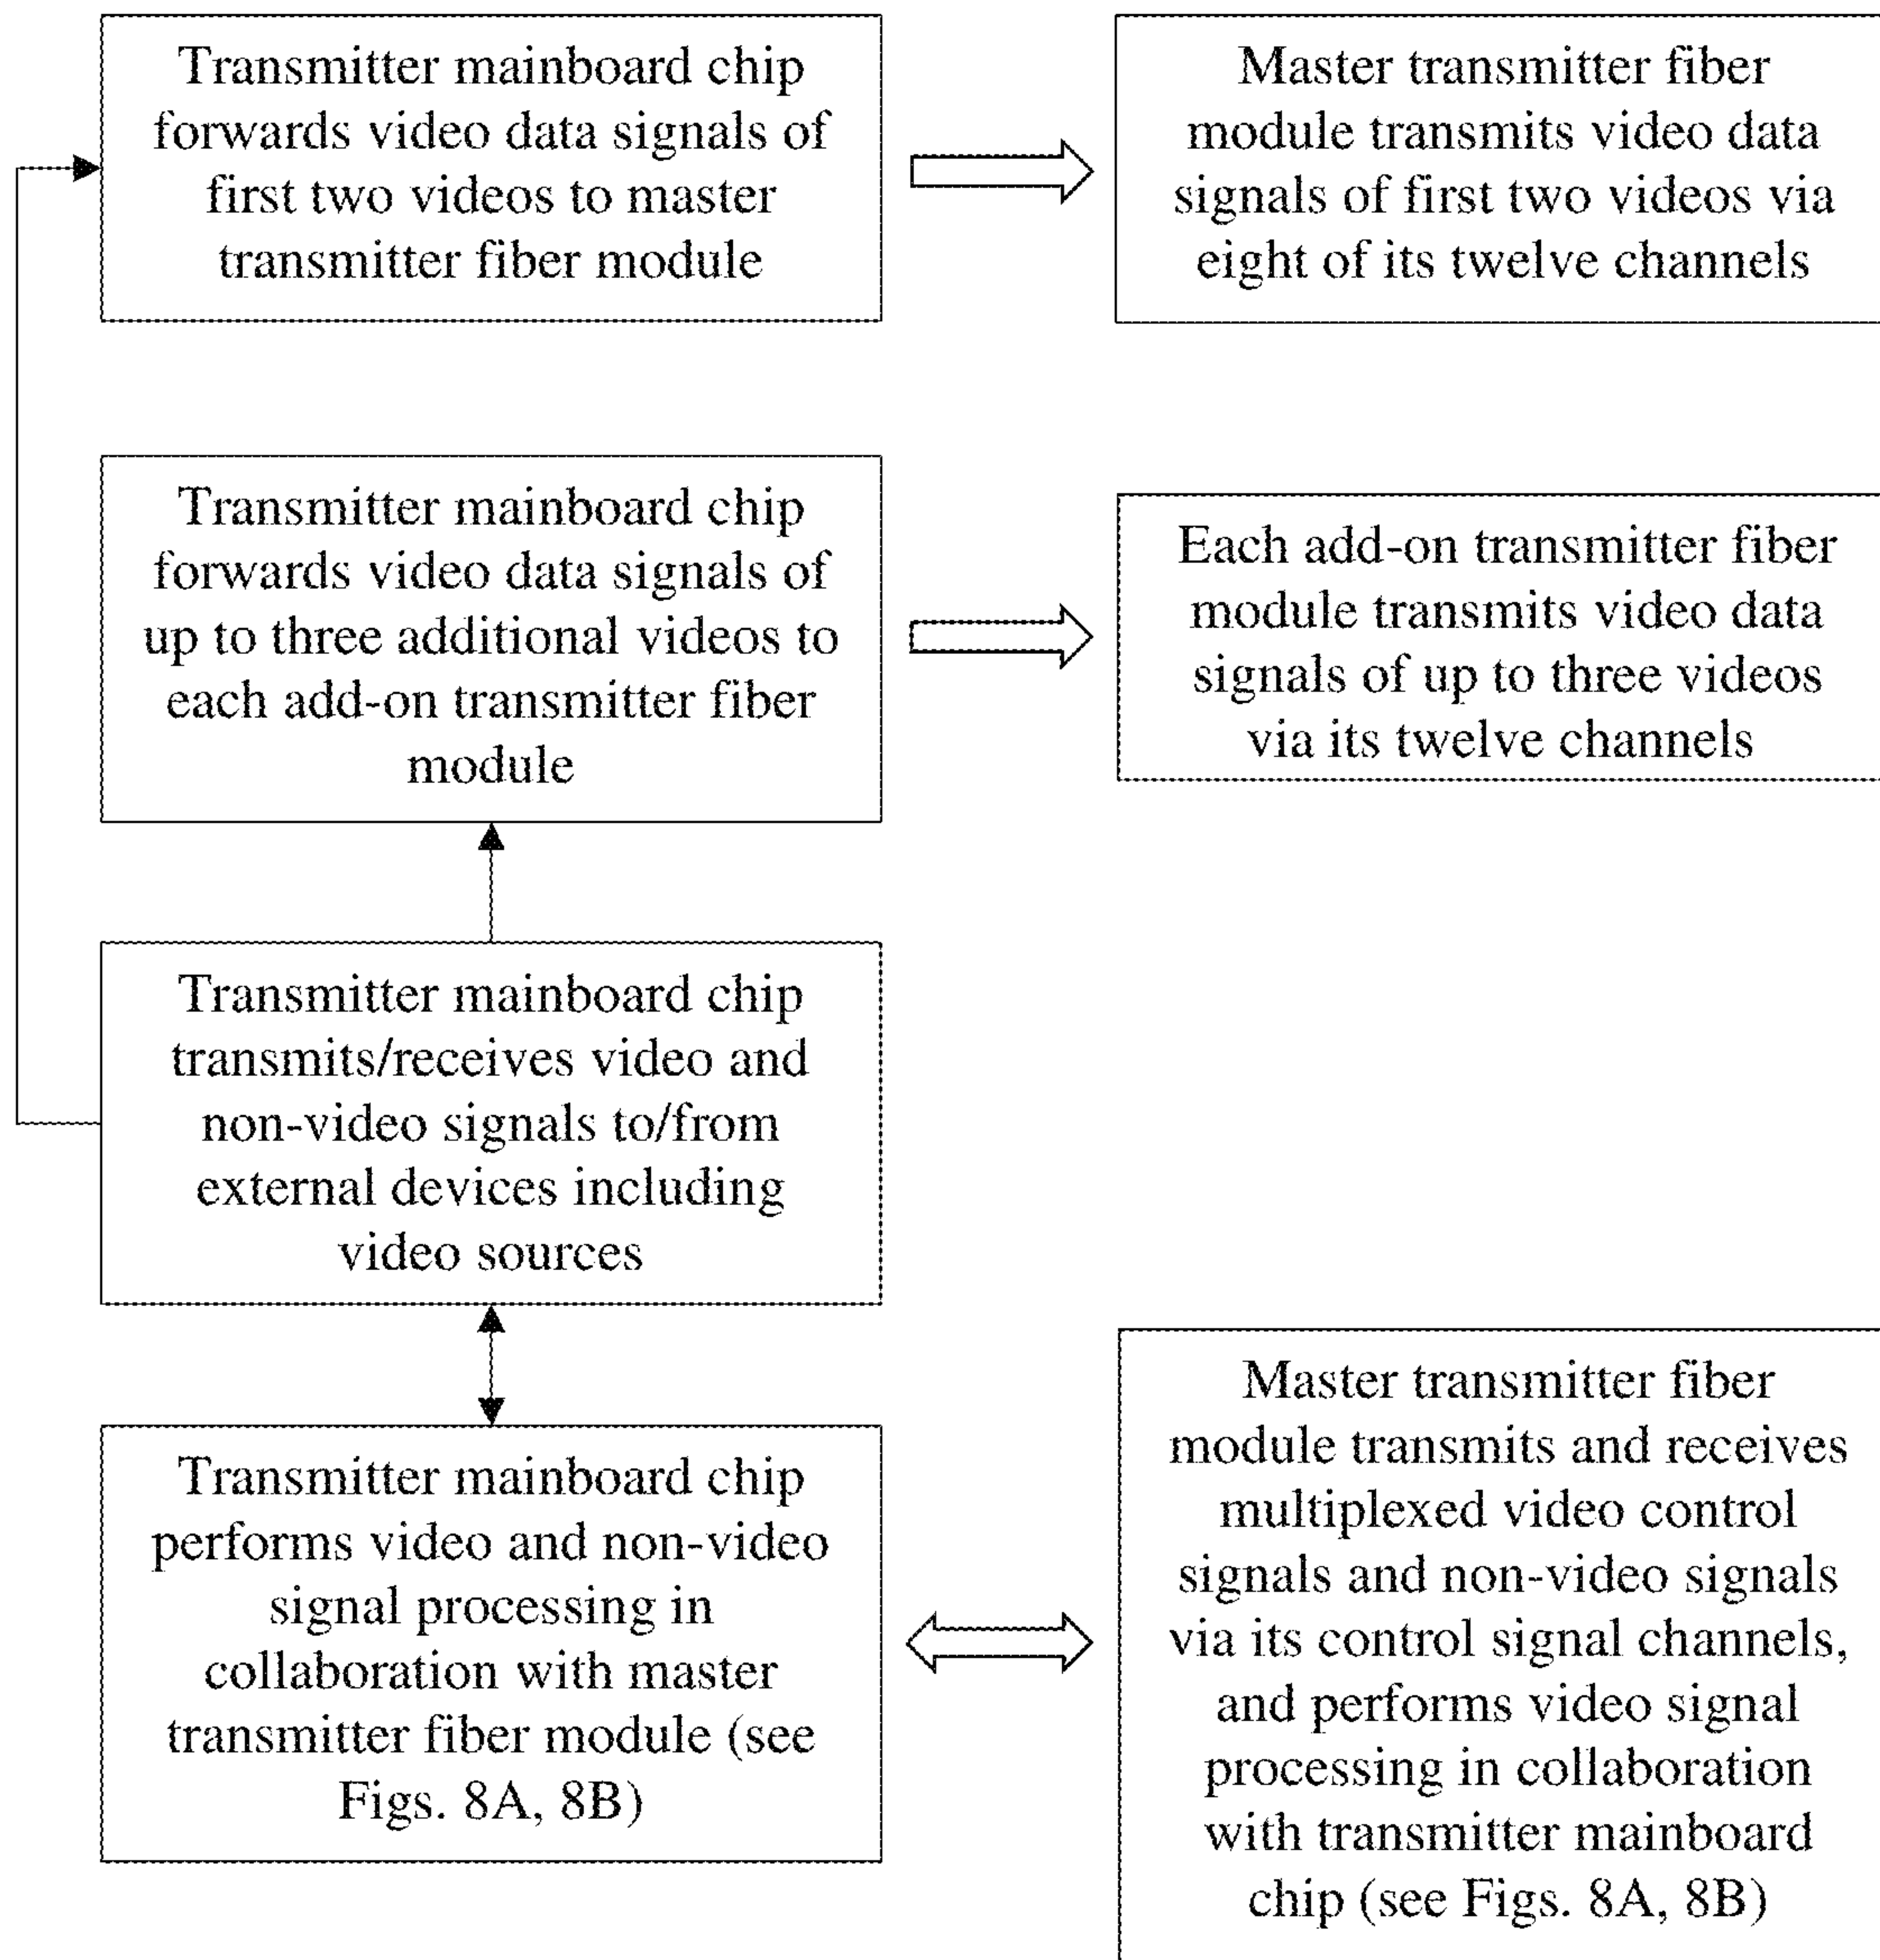 Transmitter mainboard chip
forwards video data signals of
first two videos to master
transmitter fiber module
Master transmitter fiber
module transmits video data
signals of first two videos via
eight of its twelve channels
Transmitter mainboard chip
forwards video data signals of
up to three additional videos to
each add-on transmitter fiber
module
Each add-on transmitter fiber
module transmits video data
signals of up to three videos
via its twelve channels
Transmitter mainboard chip
transmits/receives video and
non-video signals to/from
external devices including
video sources
Transmitter mainboard chip
performs video and non-video
signal processing in
collaboration with master
transmitter fiber module (see
Figs. 8A, 8B)
Master transmitter fiber
module transmits and receives
multiplexed video control
signals and non-video signals
via its control signal channels,
and performs video signal
processing in collaboration
with transmitter mainboard
chip (see Figs. 8A, 8B)